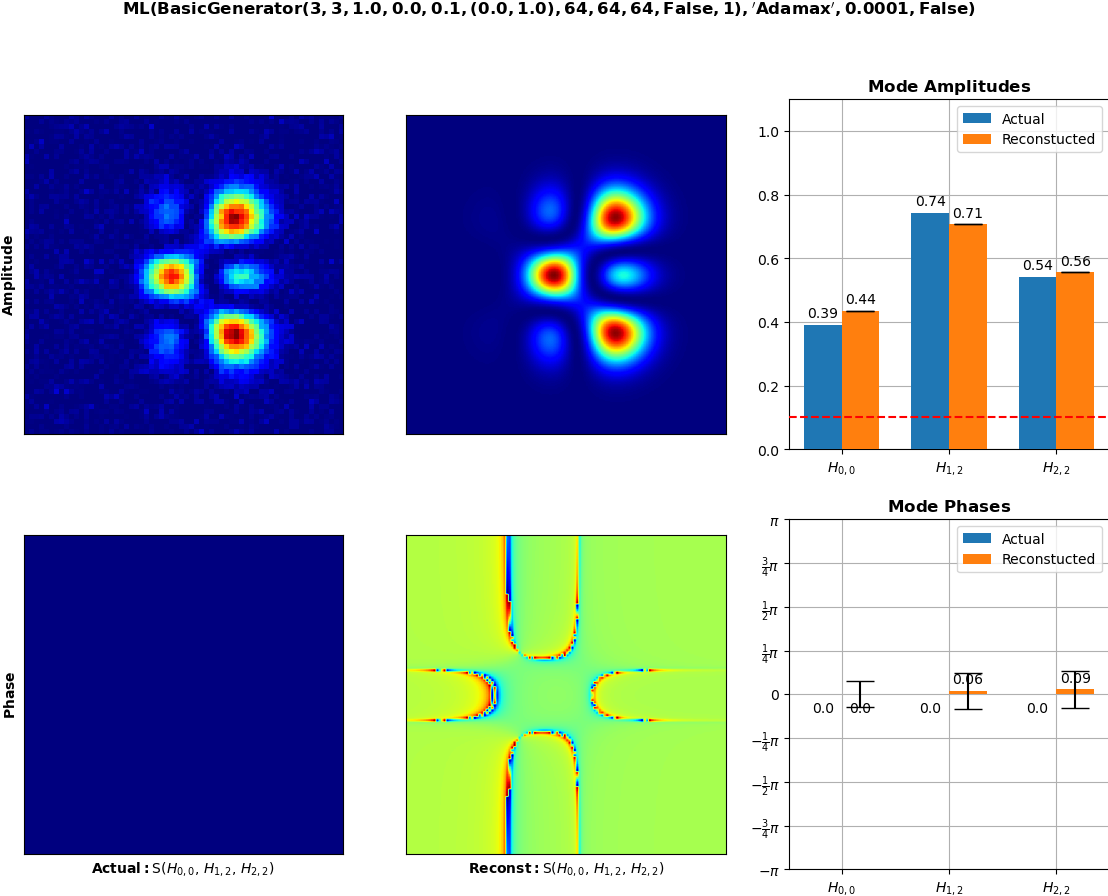 ML(BasicGenerator(3, 3, 1.0, 0.0, 0.1, (0.0, 1.0), 64, 64, 64, False, 1), ′Adamax′, 0.0001, False)
Amplitude
Mode Amplitudes
Actual
Reconstucted
1.0
0.8
0.6
0.4
0.2
0.0
0.39
0.44
0.74
0.71
0.54
0.56
H0,0
H1,2
H2,2
Phase
Actual: S(H0,0, H1,2, H2,2)
Reconst: S(H0,0, H1,2, H2,2)
Mode Phases
Actual
Reconstucted
π
3/4π
1/2π
1/4π
0
−1/4π
−1/2π
−3/4π
−π
0.0
0.0
0.0
0.06
0.0
0.09
H0,0
H1,2
H2,2